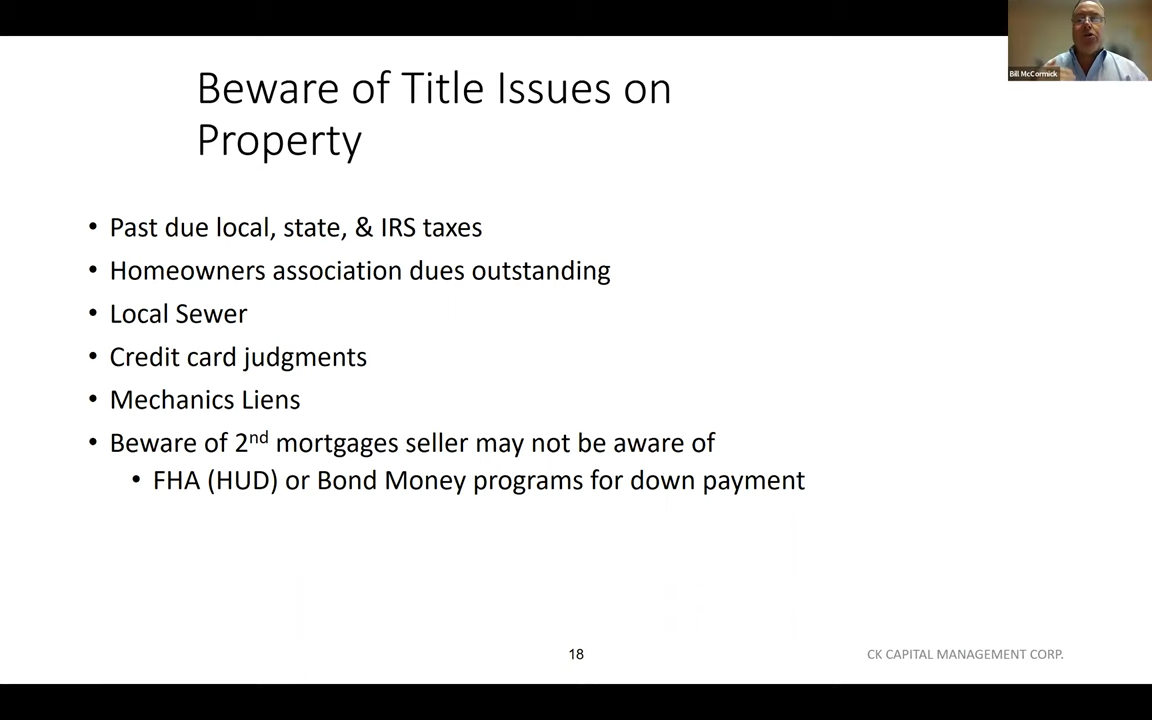 Bill McCormick
Beware of Title Issues on
Property
• Past due local, state, & IRS taxes
• Homeowners association dues outstanding
• Local Sewer
• Credit card judgments
• Mechanics Liens
• Beware of 2nd mortgages seller may not be aware of
• FHA (HUD) or Bond Money programs for down payment
18
CK CAPITAL MANAGEMENT CORP.